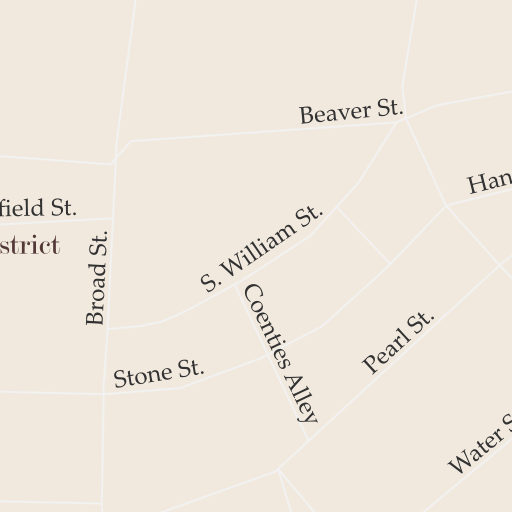 Beaver St.
Han
field St.
S. William St.
strict
Broad St.
Coenties Alley
Pearl St.
Stone St.
Water S